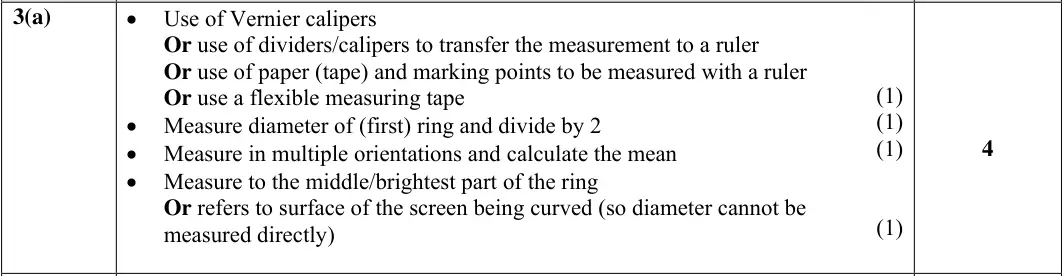 3(a)
• Use of Vernier calipers
Or use of dividers/calipers to transfer the measurement to a ruler
Or use of paper (tape) and marking points to be measured with a ruler
Or use a flexible measuring tape (1)
• Measure diameter of (first) ring and divide by 2 (1)
• Measure in multiple orientations and calculate the mean (1)
• Measure to the middle/brightest part of the ring
Or refers to surface of the screen being curved (so diameter cannot be
measured directly) (1)
4